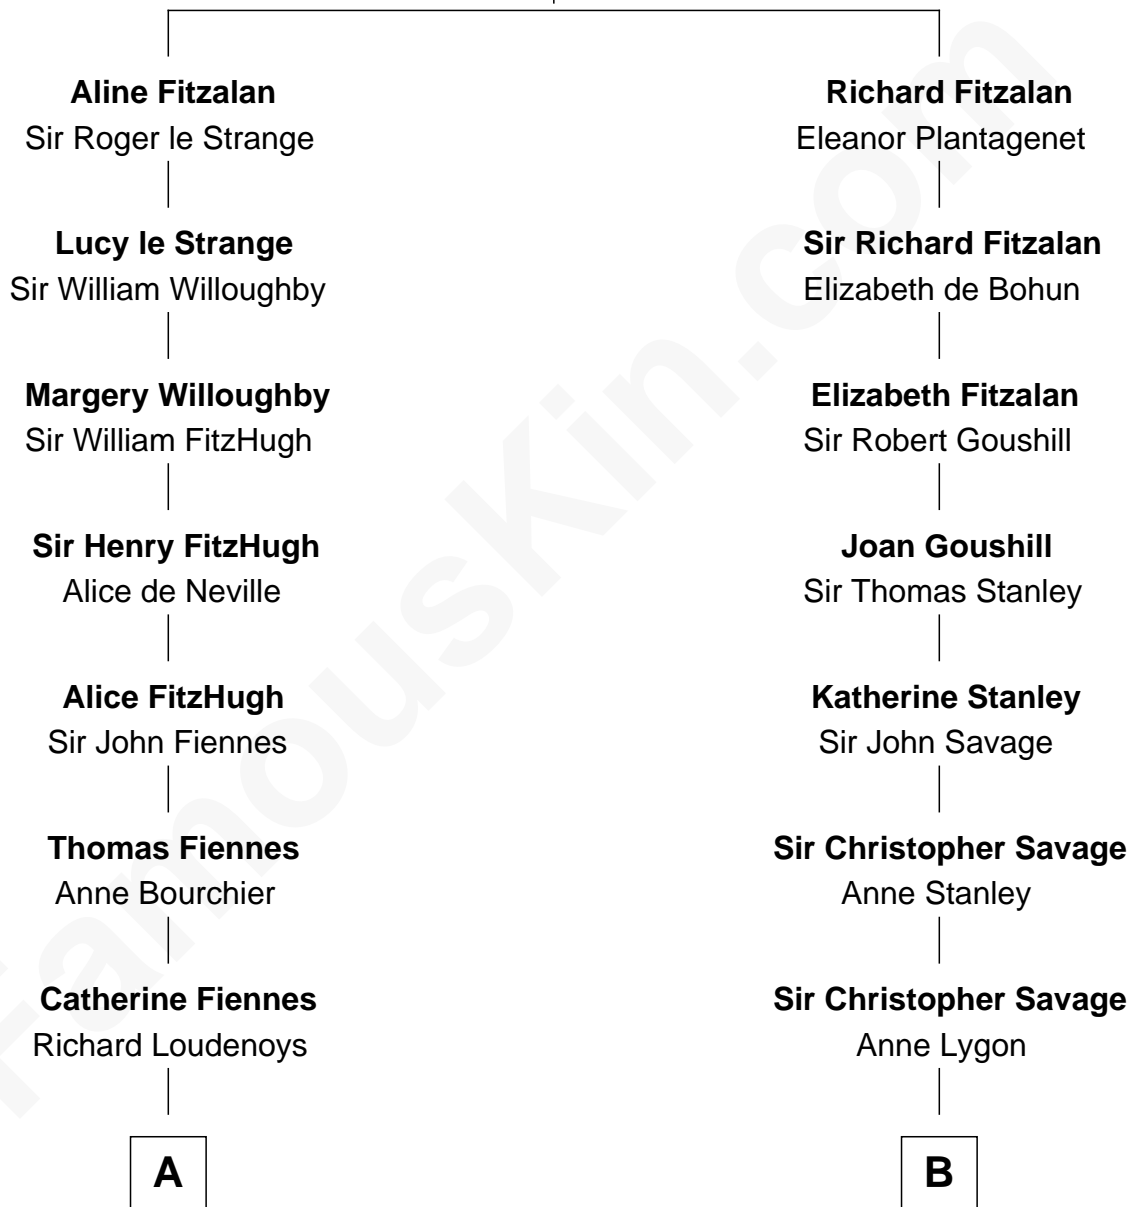 Aline Fitzalan
Sir Roger le Strange
Lucy le Strange
Sir William Willoughby
Margery Willoughby
Sir William FitzHugh
Sir Henry FitzHugh
Alice de Neville
Alice FitzHugh
Sir John Fiennes
Thomas Fiennes
Anne Bourchier
Catherine Fiennes
Richard Loudenoys
A
Richard Fitzalan
Eleanor Plantagenet
Sir Richard Fitzalan
Elizabeth de Bohun
Elizabeth Fitzalan
Sir Robert Goushill
Joan Goushill
Sir Thomas Stanley
Katherine Stanley
Sir John Savage
Sir Christopher Savage
Anne Stanley
Sir Christopher Savage
Anne Lygon
B
FamousKin.com